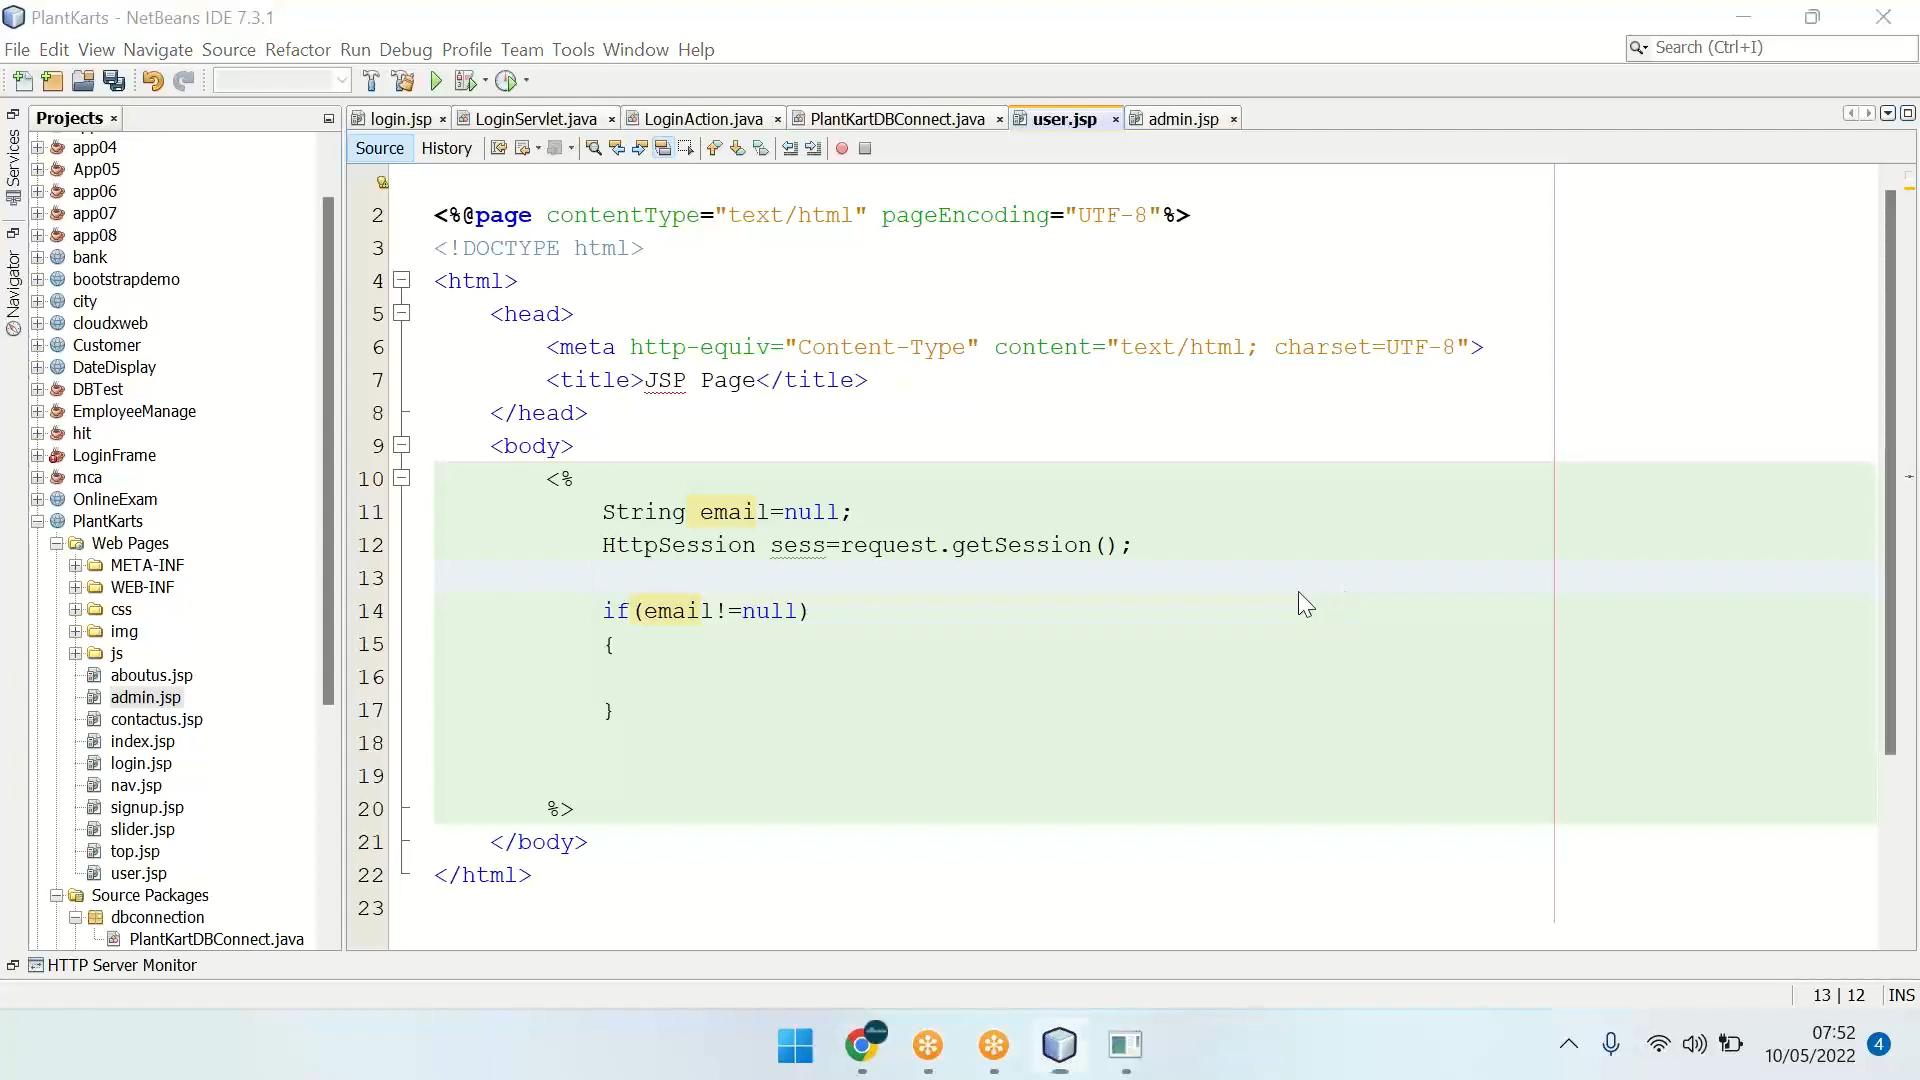 PlantKarts - NetBeans IDE 7.3.1
File Edit View Navigate Source Refactor Run Debug Profile Team Tools Window Help
Search (Ctrl+I)
Projects
login.jsp LoginServlet.java LoginAction.java PlantKartDBConnect.java user.jsp admin.jsp
Source History
Services
Navigator
app04
App05
app06
app07
app08
bank
bootstrapdemo
city
cloudxweb
Customer
DateDisplay
DBTest
EmployeeManage
hit
LoginFrame
mca
OnlineExam
PlantKarts
Web Pages
META-INF
WEB-INF
css
img
js
aboutus.jsp
admin.jsp
contactus.jsp
index.jsp
login.jsp
nav.jsp
signup.jsp
slider.jsp
top.jsp
user.jsp
Source Packages
dbconnection
PlantKartDBConnect.java
2 <%@page contentType="text/html" pageEncoding="UTF-8"%>
3 <!DOCTYPE html>
4 <html>
5 <head>
6 <meta http-equiv="Content-Type" content="text/html; charset=UTF-8">
7 <title>JSP Page</title>
8 </head>
9 <body>
10 <%
11 String email=null;
12 HttpSession sess=request.getSession();
13
14 if(email!=null)
15 {
16
17 }
18
19
20 %>
21 </body>
22 </html>
23
HTTP Server Monitor
13 | 12 INS
07:52
10/05/2022
4